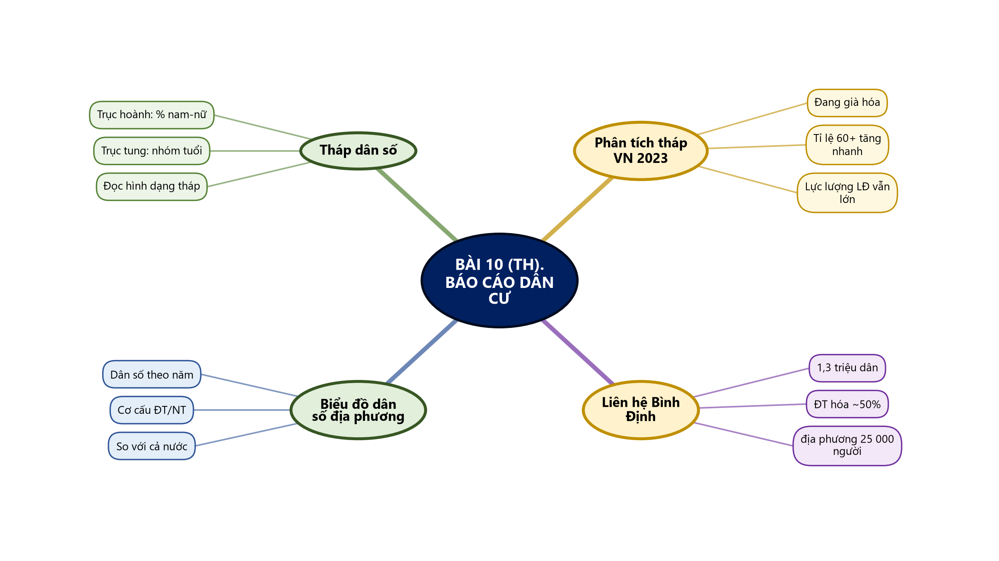 Trục hoành: % nam-nữ
Trục tung: nhóm tuổi
Đọc hình dạng tháp
Tháp dân số
Phân tích tháp
VN 2023
Đang già hóa
Tỉ lệ 60+ tăng
nhanh
Lực lượng LĐ vẫn
lớn
BÀI 10 (TH).
BÁO CÁO DÂN
CƯ
Dân số theo năm
Cơ cấu ĐT/NT
So với cả nước
Biểu đồ dân
số địa phương
Liên hệ Bình
Định
1,3 triệu dân
ĐT hóa ~50%
địa phương 25 000
người